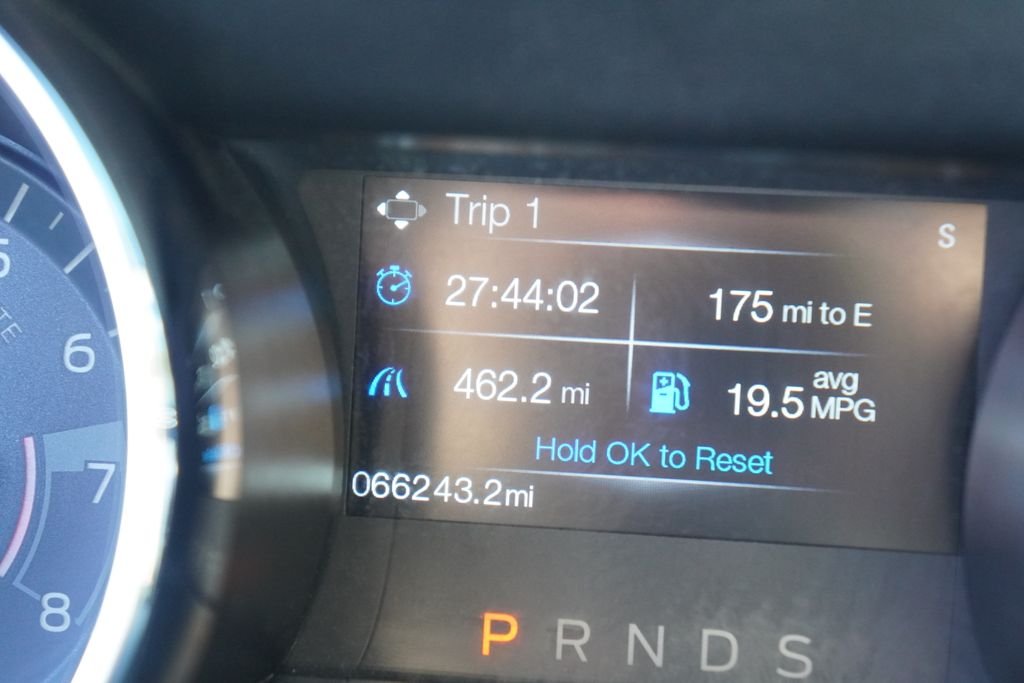 Trip 1
S
27:44:02
175 mi to E
462.2 mi
19.5 avg MPG
Hold OK to Reset
066243.2mi
P R N D S
6
7
8